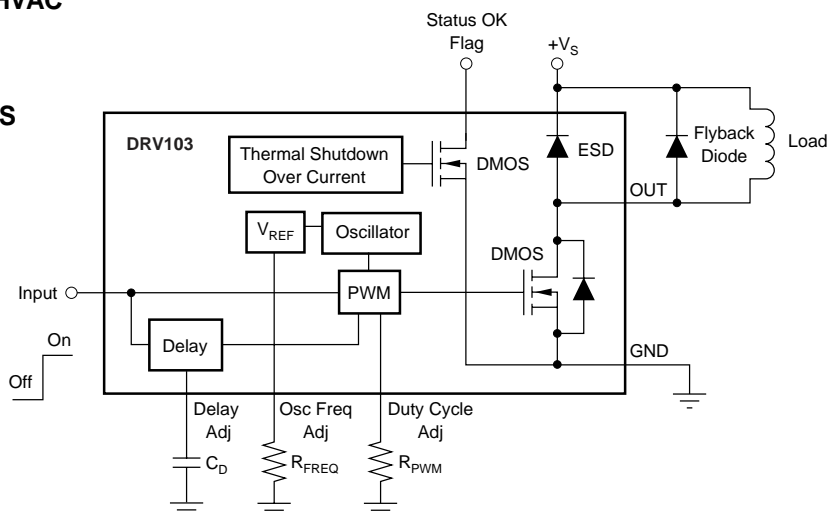 HVAC
S
Status OK
Flag
+VS
DRV103
Thermal Shutdown
Over Current
DMOS
ESD
Flyback
Diode
Load
OUT
VREF
Oscillator
DMOS
Input
PWM
On
Off
Delay
GND
Delay
Adj
Osc Freq
Adj
Duty Cycle
Adj
CD
RFREQ
RPWM